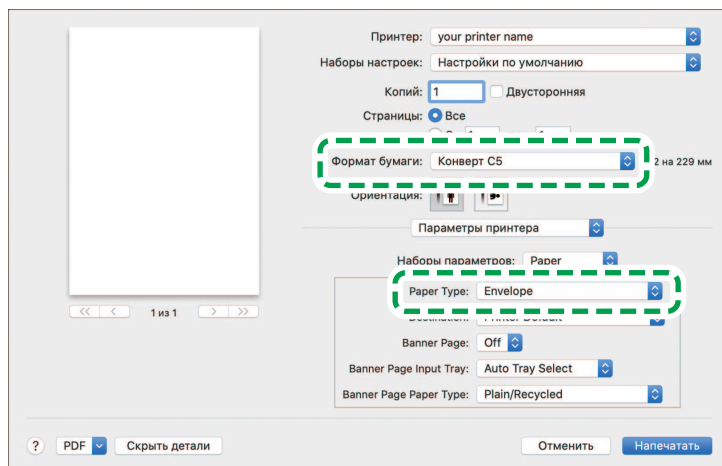 Принтер: your printer name
Наборы настроек: Настройки по умолчанию
Копий: 1 Двусторонняя
Страницы: Все
Формат бумаги: Конверт C5 2 на 229 мм
Ориентация:
Параметры принтера
Наборы параметров: Paper
Paper Type: Envelope
Destination: Printer Default
Banner Page: Off
Banner Page Input Tray: Auto Tray Select
Banner Page Paper Type: Plain/Recycled
<< < 1 из 1 > >>
? PDF Скрыть детали Отменить Напечатать